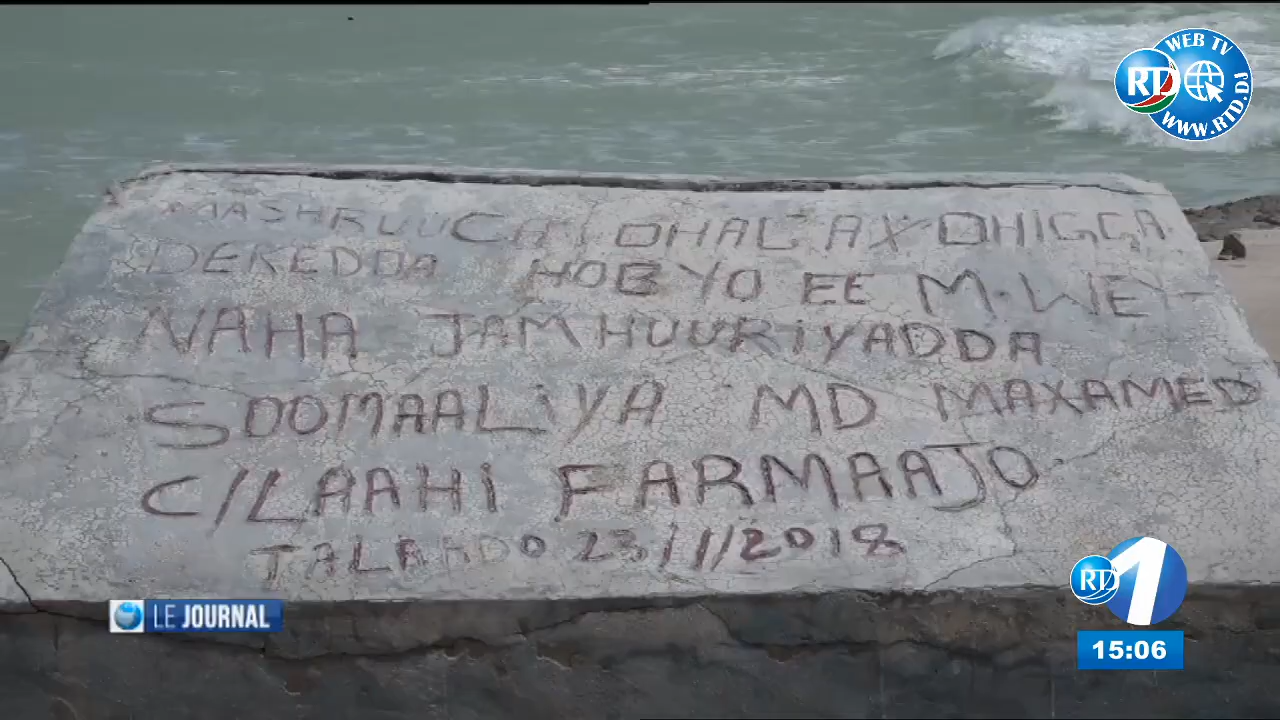 WEB TV
RTD
WWW.RTD.DJ
MASHRUUCA DHAGAX DHIGGA
DEKEDDA HOBYO EE M. WEY-
NAHA JAMHUURiYADDA
SOOMAALiYA MD MAXAMED
C/LAAHi FARMAAJO
TALAADO 23/1/2018
LE JOURNAL
RTD
1
15:06